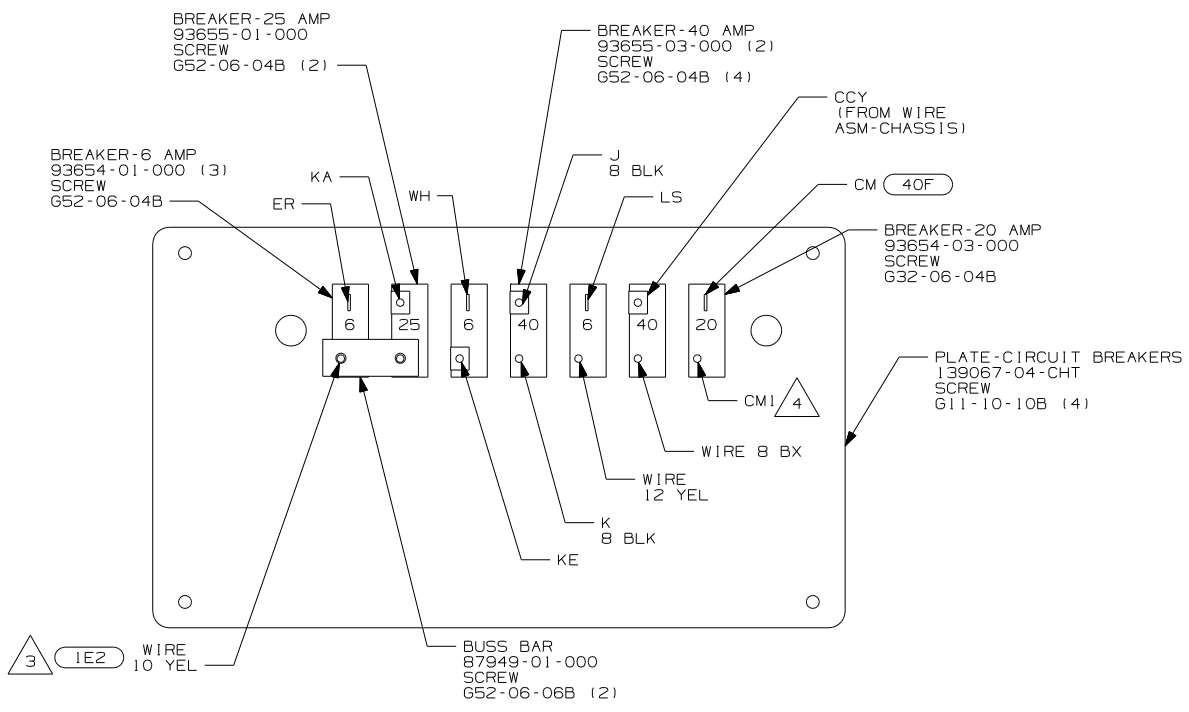 BREAKER-25 AMP
93655-01-000
SCREW
G52-06-04B (2)
BREAKER-40 AMP
93655-03-000 (2)
SCREW
G52-06-04B (4)
CCY
(FROM WIRE
ASM-CHASSIS)
BREAKER-6 AMP
93654-01-000 (3)
SCREW
G52-06-04B
KA
ER
WH
J
8 BLK
LS
CM 40F
BREAKER-20 AMP
93654-03-000
SCREW
G32-06-04B
6
25
6
40
6
40
20
PLATE-CIRCUIT BREAKERS
139067-04-CHT
SCREW
G11-10-10B (4)
CM1 4
WIRE 8 BX
WIRE
12 YEL
K
8 BLK
KE
3 1E2
WIRE
10 YEL
BUSS BAR
87949-01-000
SCREW
G52-06-06B (2)